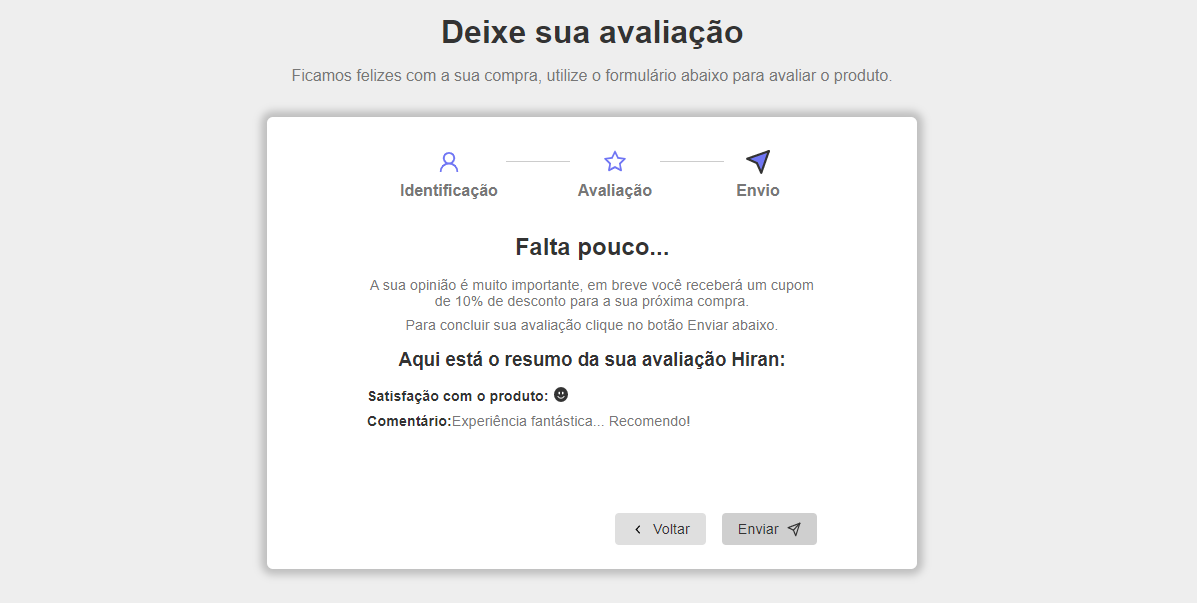 Deixe sua avaliação
Ficamos felizes com a sua compra, utilize o formulário abaixo para avaliar o produto.
Identificação
Avaliação
Envio
Falta pouco...
A sua opinião é muito importante, em breve você receberá um cupom
de 10% de desconto para a sua próxima compra.
Para concluir sua avaliação clique no botão Enviar abaixo.
Aqui está o resumo da sua avaliação Hiran:
Satisfação com o produto:
Comentário:Experiência fantástica... Recomendo!
Voltar
Enviar